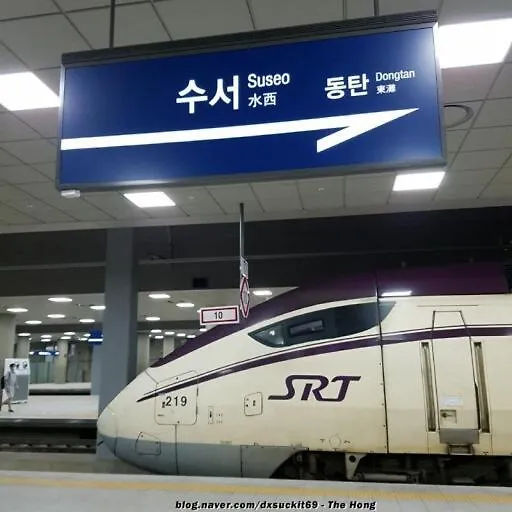 수서 Suseo 水西
동탄 Dongtan 東灘
10
219
SRT
blog.naver.com/dxsuckit69 - The Hong